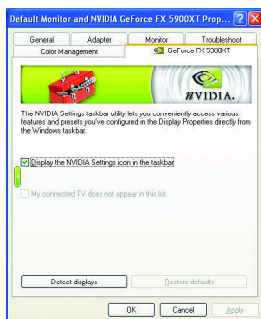 Default Monitor and NVIDIA GeForce FX 5900XT Prop...
General Adapter Monitor Troubleshoot
Color Management GeForce FX 5900XT
NVIDIA.
The NVIDIA Settings taskbar utility lets you conveniently access various
features and presets you've configured in the Display Properties directly from
the Windows taskbar.
Display the NVIDIA Settings icon in the taskbar
My connected TV does not appear in this list.
Detect displays Restore defaults
OK Cancel Apply